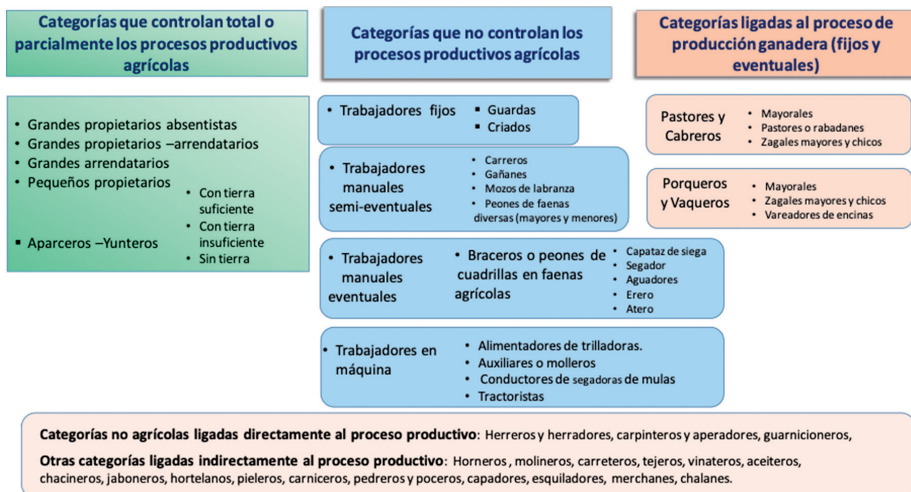 Categorías que controlan total o
parcialmente los procesos productivos
agrícolas
Categorías que no controlan los
procesos productivos agrícolas
Categorías ligadas al proceso de
producción ganadera (fijos y
eventuales)
• Grandes propietarios absentistas
• Grandes propietarios –arrendatarios
• Grandes arrendatarios
• Pequeños propietarios
• Con tierra
suficiente
• Con tierra
insuficiente
• Sin tierra
▪ Aparceros –Yunteros
• Trabajadores fijos
▪ Guardas
▪ Criados
• Trabajadores
manuales
semi-eventuales
• Carreros
• Gañanes
• Mozos de labranza
• Peones de faenas
diversas (mayores y menores)
• Trabajadores
manuales
eventuales
• Braceros o peones de
cuadrillas en faenas
agrícolas
• Capataz de siega
• Segador
• Aguadores
• Erero
• Atero
• Trabajadores en
máquina
• Alimentadores de trilladoras.
• Auxiliares o molleros
• Conductores de segadoras de mulas
• Tractoristas
Pastores y
Cabreros
• Mayorales
• Pastores o rabadanes
• Zagales mayores y chicos
Porqueros
y Vaqueros
• Mayorales
• Zagales mayores y chicos
• Vareadores de encinas
Categorías no agrícolas ligadas directamente al proceso productivo: Herreros y herradores, carpinteros y aperadores, guarnicioneros,
Otras categorías ligadas indirectamente al proceso productivo: Horneros , molineros, carreteros, tejeros, vinateros, aceiteros,
chacineros, jaboneros, hortelanos, pieleros, carniceros, pedreros y poceros, capadores, esquiladores, merchanes, chalanes.